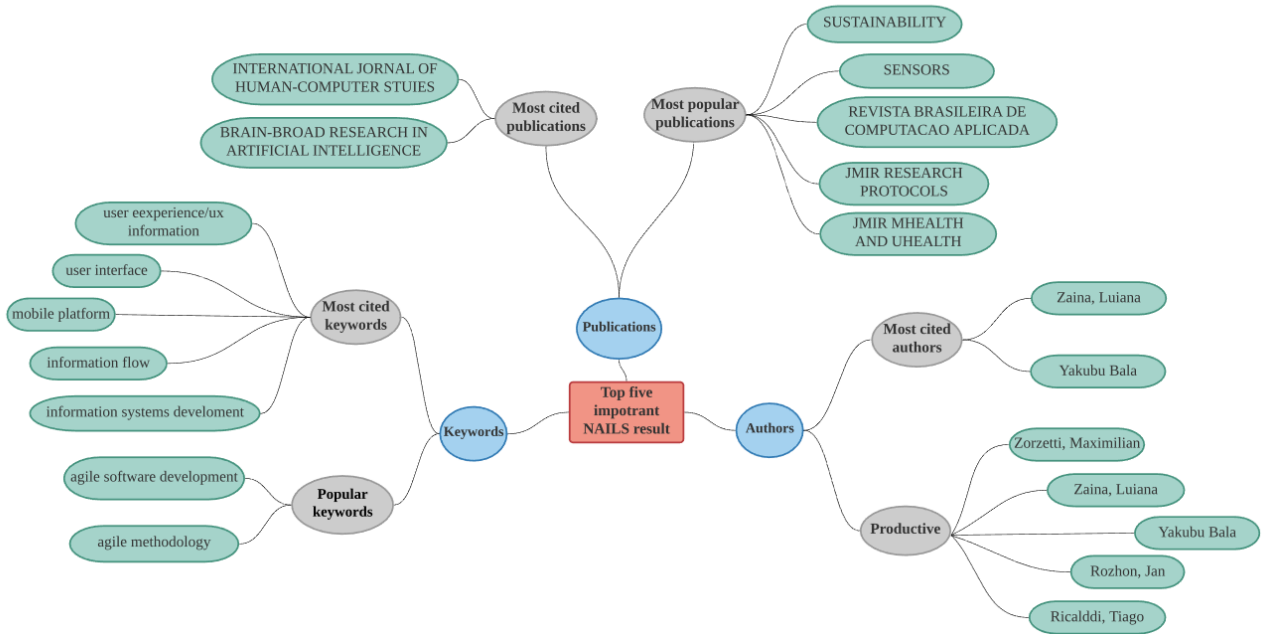 SUSTAINABILITY
SENSORS
REVISTA BRASILEIRA DE
COMPUTACAO APLICADA
JMIR RESEARCH
PROTOCOLS
JMIR MHEALTH
AND UHEALTH
Most popular
publications
INTERNATIONAL JORNAL OF
HUMAN-COMPUTER STUIES
BRAIN-BROAD RESEARCH IN
ARTIFICIAL INTELLIGENCE
Most cited
publications
Publications
user eexperience/ux
information
user interface
mobile platform
information flow
information systems develoment
Most cited
keywords
agile software development
agile methodology
Popular
keywords
Keywords
Top five
impotrant
NAILS result
Authors
Most cited
authors
Zaina, Luiana
Yakubu Bala
Productive
Zorzetti, Maximilian
Zaina, Luiana
Yakubu Bala
Rozhon, Jan
Ricalddi, Tiago